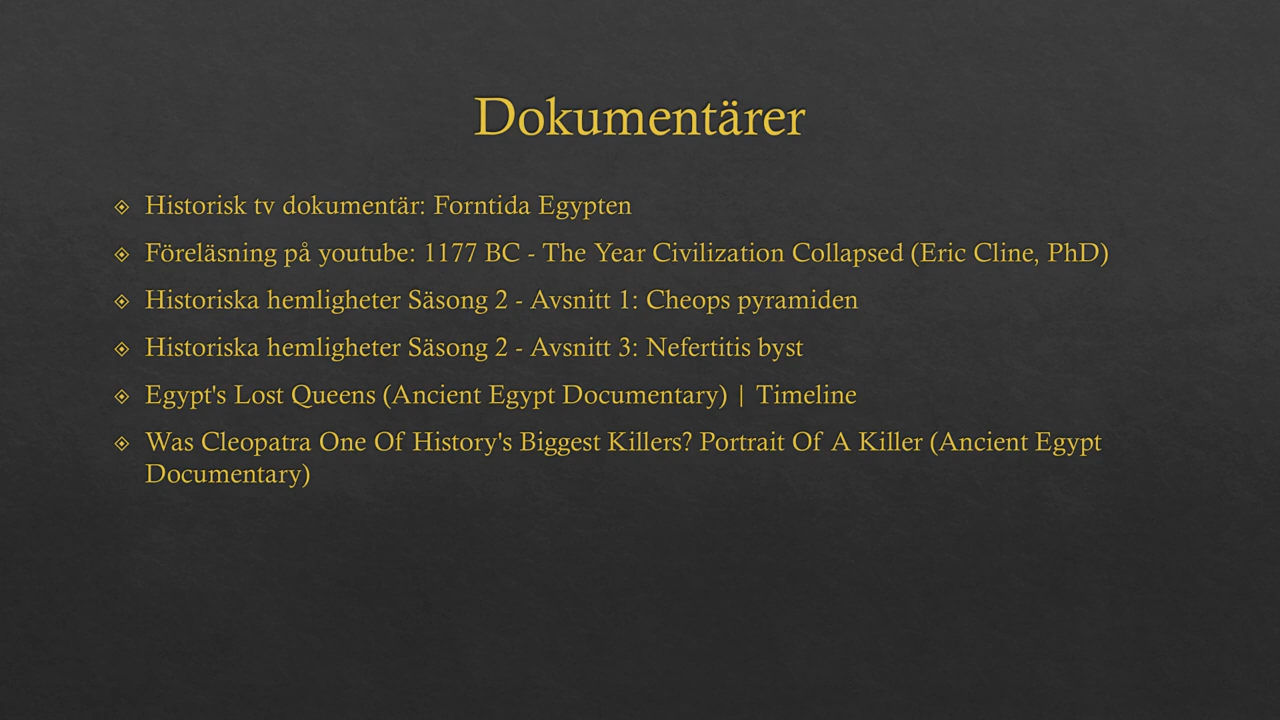 Dokumentärer
Historisk tv dokumentär: Forntida Egypten
Föreläsning på youtube: 1177 BC - The Year Civilization Collapsed (Eric Cline, PhD)
Historiska hemligheter Säsong 2 - Avsnitt 1: Cheops pyramiden
Historiska hemligheter Säsong 2 - Avsnitt 3: Nefertitis byst
Egypt's Lost Queens (Ancient Egypt Documentary) | Timeline
Was Cleopatra One Of History's Biggest Killers? Portrait Of A Killer (Ancient Egypt
Documentary)